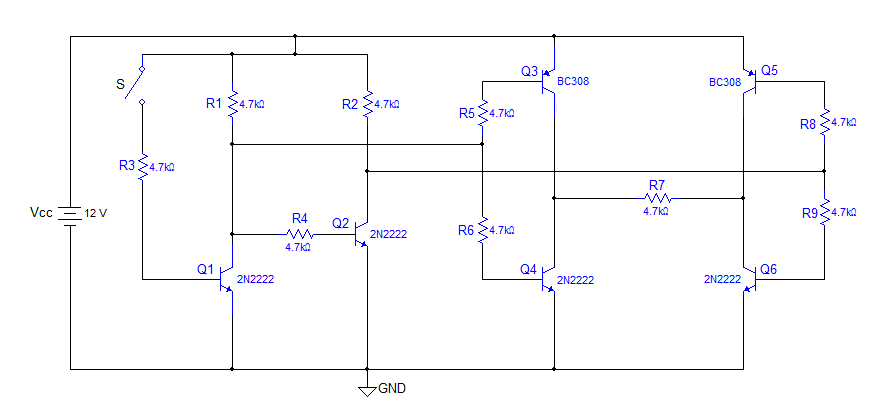 Q3
Q5
BC308
BC308
S
R1 4.7kΩ
R2 4.7kΩ
R5 4.7kΩ
R8 4.7kΩ
R3 4.7kΩ
R7
4.7kΩ
Vcc 12 V
R4
4.7kΩ
Q2
2N2222
R6 4.7kΩ
R9 4.7kΩ
Q1
2N2222
Q4
2N2222
Q6
2N2222
GND